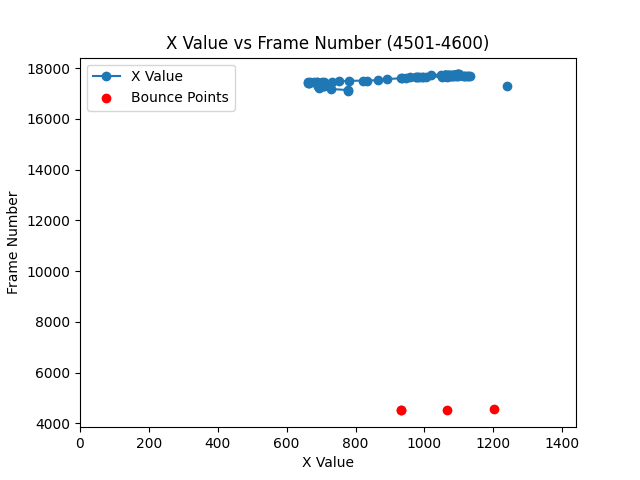 X Value vs Frame Number (4501-4600)
X Value
Bounce Points
18000
16000
14000
12000
10000
8000
6000
4000
Frame Number
0 200 400 600 800 1000 1200 1400
X Value